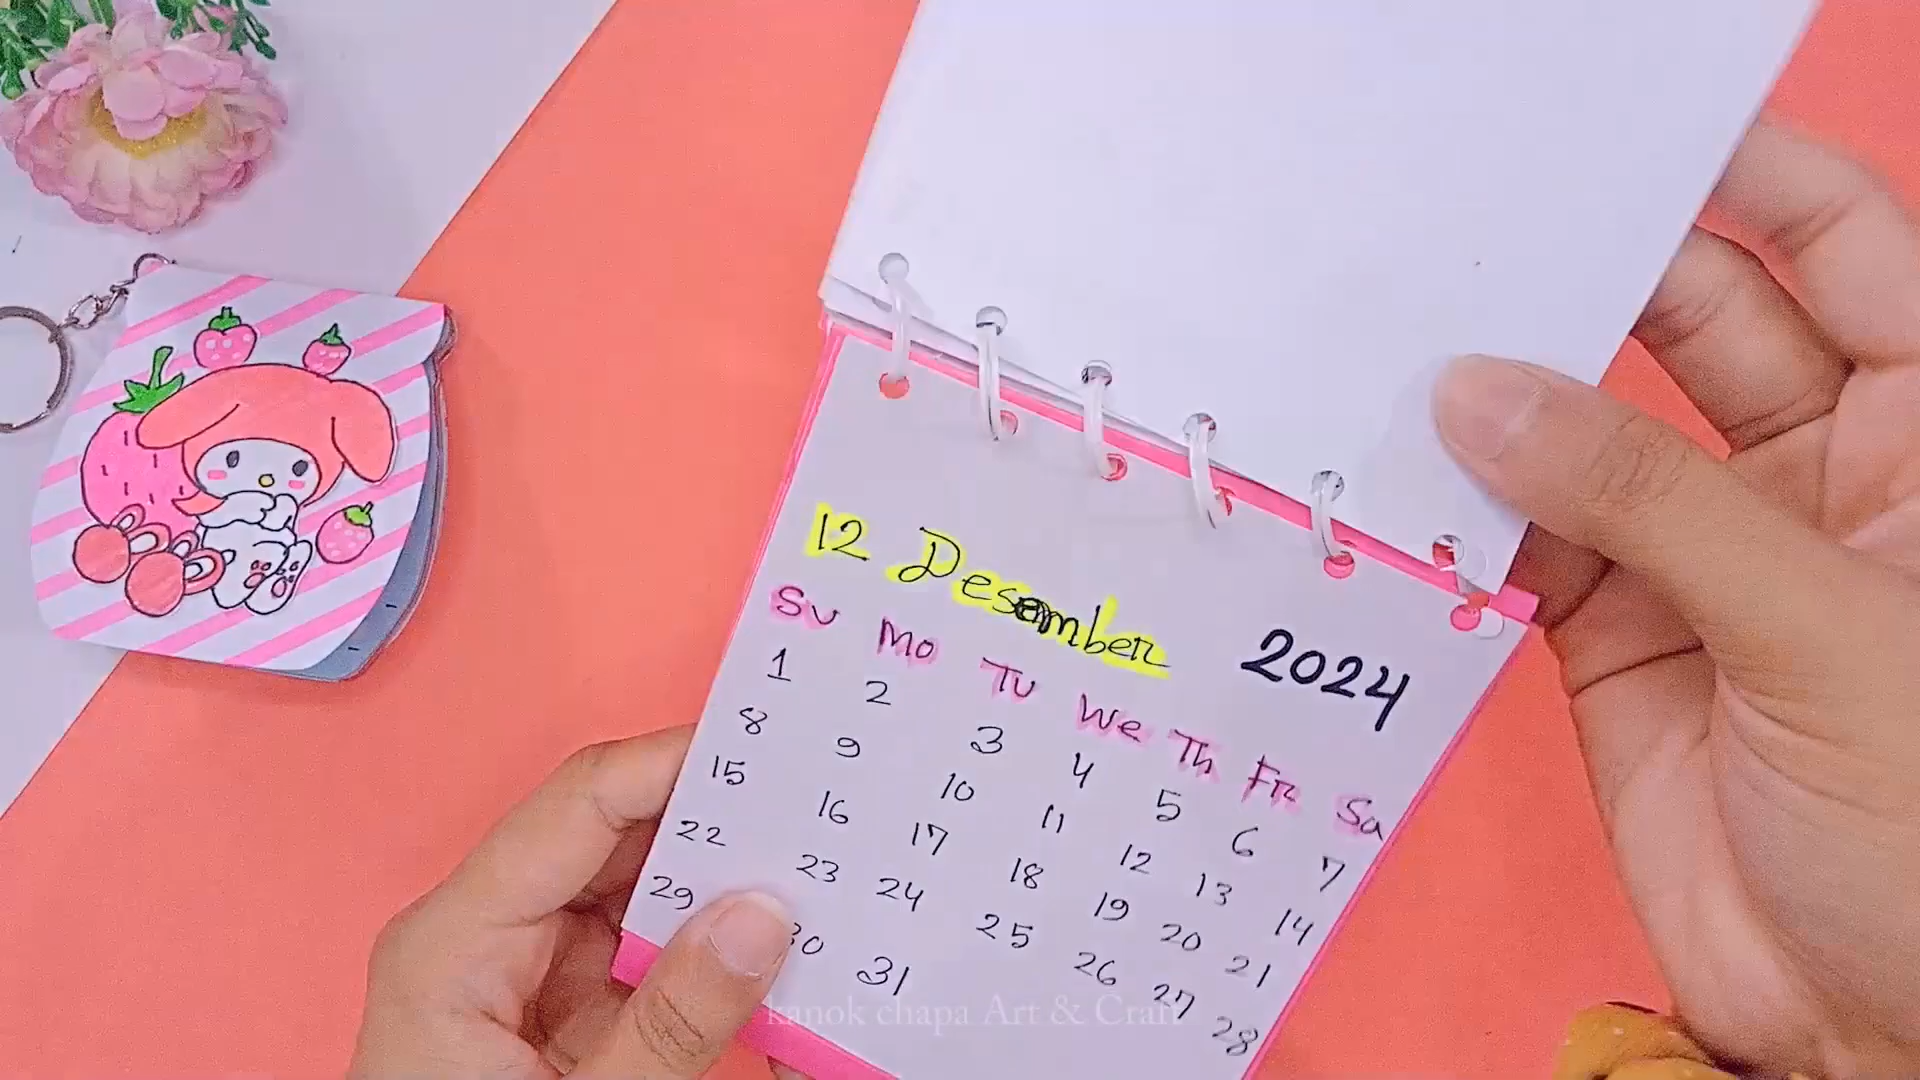 12 Desember 2024
Su Mo Tu We Th Fr Sa
1 2 3 4 5 6 7
8 9 10 11 12 13 14
15 16 17 18 19 20 21
22 23 24 25 26 27 28
29 30 31
kanok chapa Art & Craft